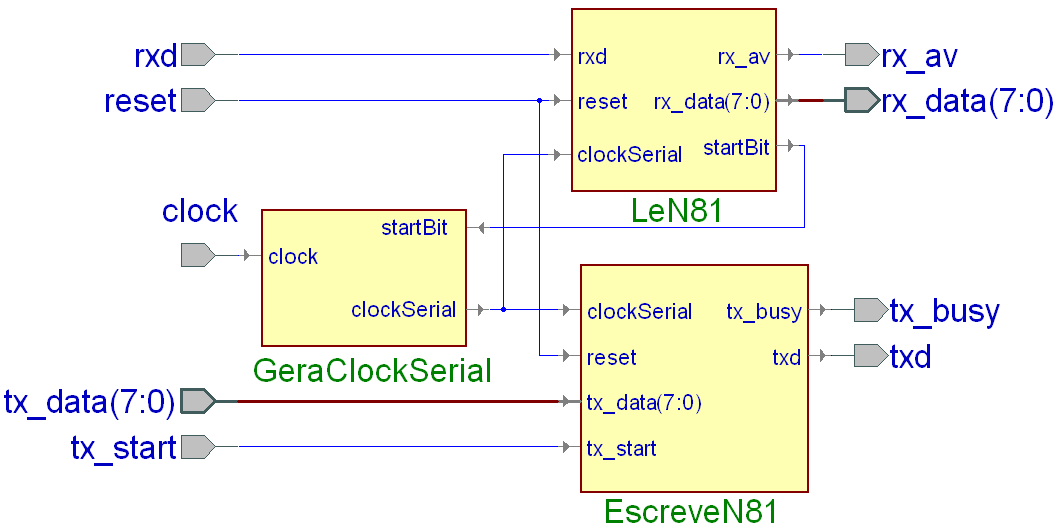 rxd
reset
clock
tx_data(7:0)
tx_start
rxd
reset
clockSerial
rx_av
rx_data(7:0)
startBit
LeN81
rx_av
rx_data(7:0)
clock
startBit
clockSerial
GeraClockSerial
clockSerial
reset
tx_data(7:0)
tx_start
tx_busy
txd
EscreveN81
tx_busy
txd